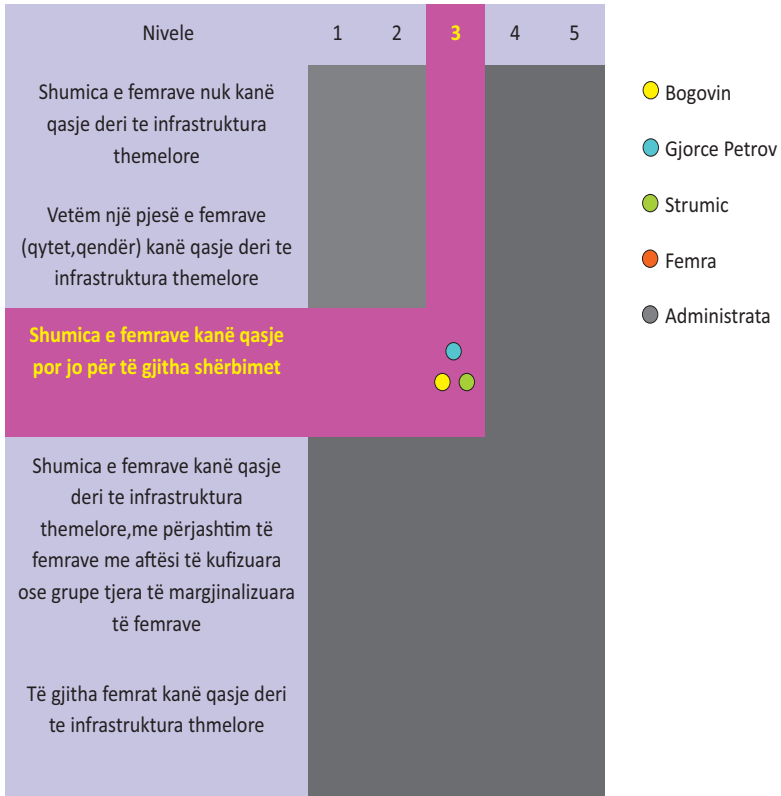 Nivele 1 2 3 4 5
Shumica e femrave nuk kanë
qasje deri te infrastruktura
themelore
Vetëm një pjesë e femrave
(qytet,qendër) kanë qasje deri te
infrastruktura themelore
Shumica e femrave kanë qasje
por jo për të gjitha shërbimet
Shumica e femrave kanë qasje
deri te infrastruktura
themelore,me përjashtim të
femrave me aftësi të kufizuara
ose grupe tjera të margjinalizuara
të femrave
Të gjitha femrat kanë qasje deri
te infrastruktura thmelore
Bogovin
Gjorce Petrov
Strumic
Femra
Administrata